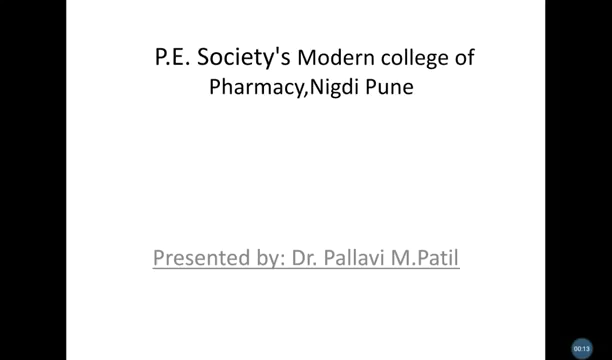 P.E. Society's Modern college of
Pharmacy,Nigdi Pune
Presented by: Dr. Pallavi M.Patil
00:13